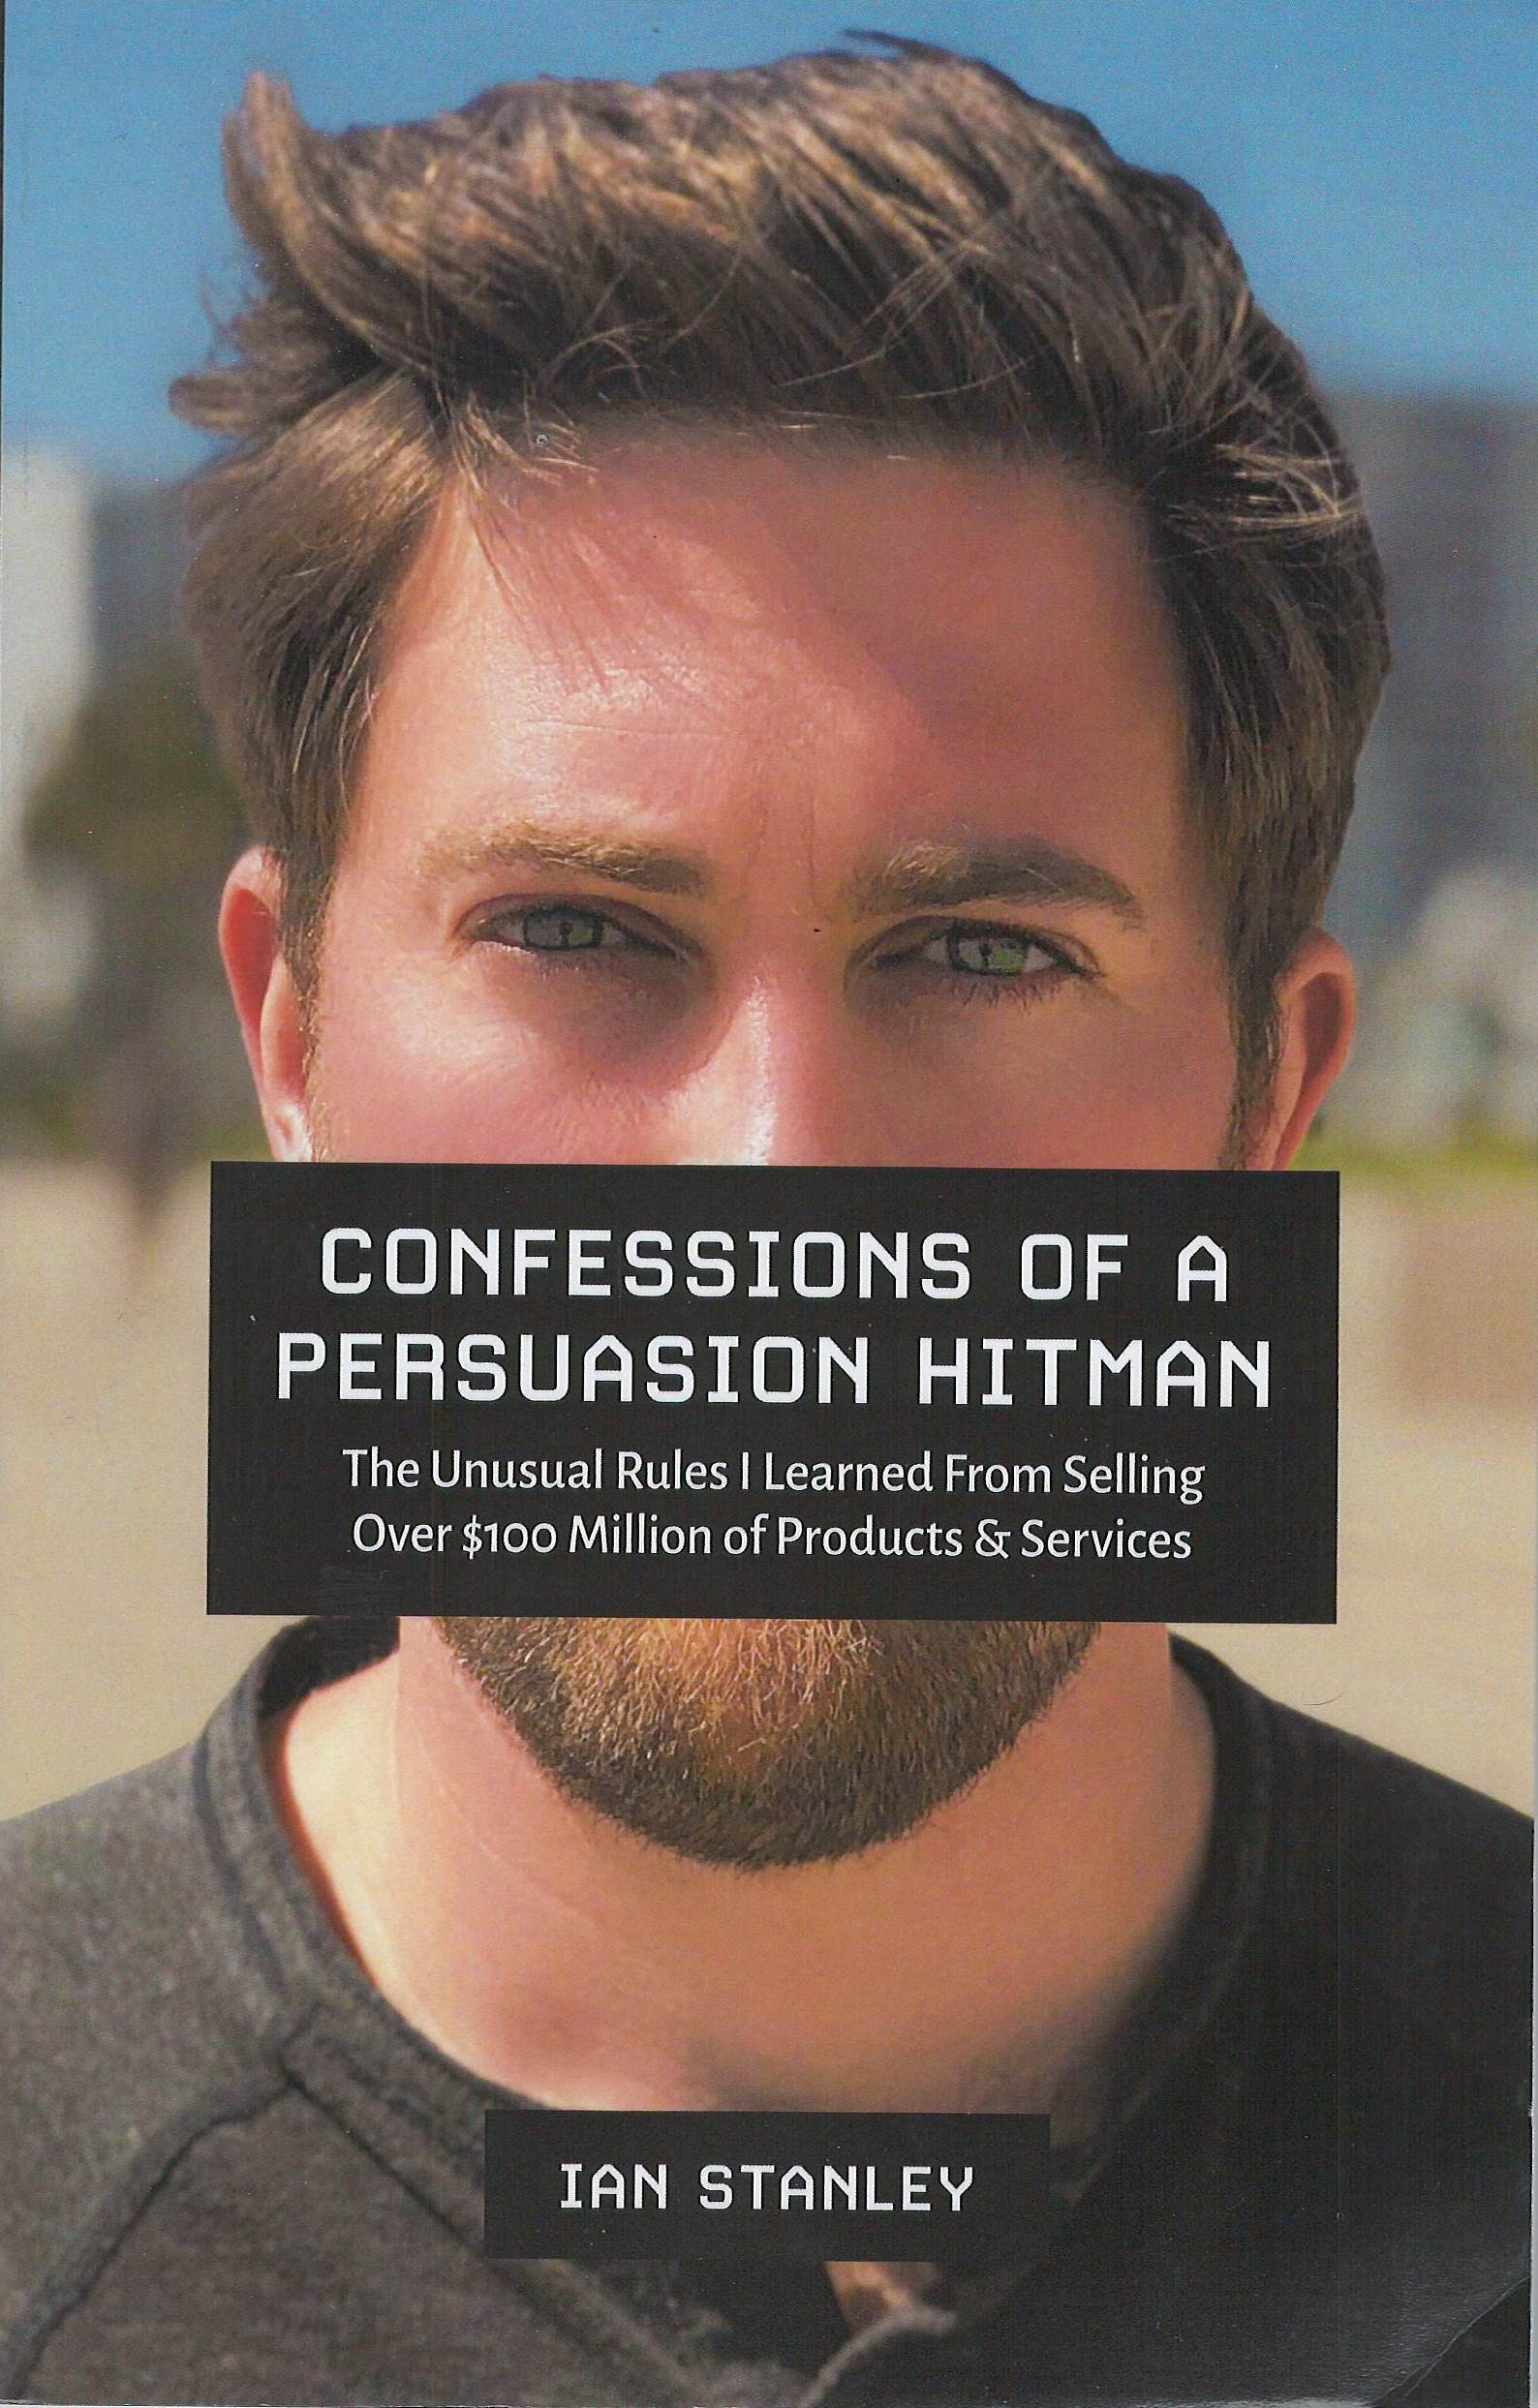 CONFESSIONS OF A
PERSUASION HITMAN
The Unusual Rules I Learned From Selling
Over $100 Million of Products & Services
IAN STANLEY